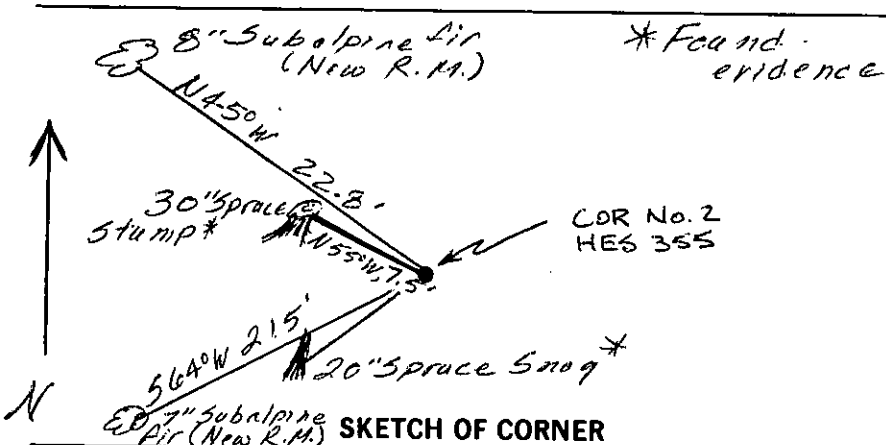 8" Subalpine fir
(New R.M.)
* Found
evidence
N45°W 22.8'
30" Spruce
Stump*
N55°W, 7.5'
COR No. 2
HES 355
S64°W 21.5'
20" Spruce Snag*
N
7" Subalpine
Fir (New R.M.)
SKETCH OF CORNER